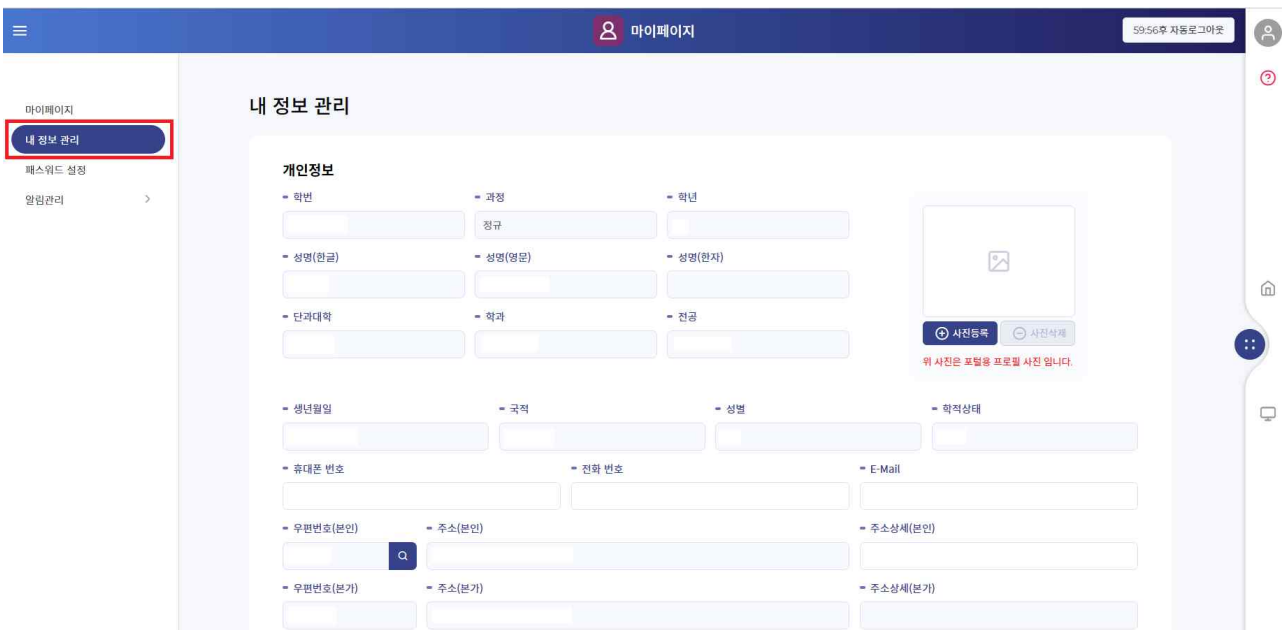 마이페이지
59:56후 자동로그아웃
마이페이지
내 정보 관리
패스워드 설정
알림관리
내 정보 관리
개인정보
학번 과정 학년
정규
성명(한글) 성명(영문) 성명(한자)
단과대학 학과 전공
사진등록 사진삭제
위 사진은 포털용 프로필 사진 입니다.
생년월일 국적 성별 학적상태
휴대폰 번호 전화 번호 E-Mail
우편번호(본인) 주소(본인) 주소상세(본인)
우편번호(본가) 주소(본가) 주소상세(본가)